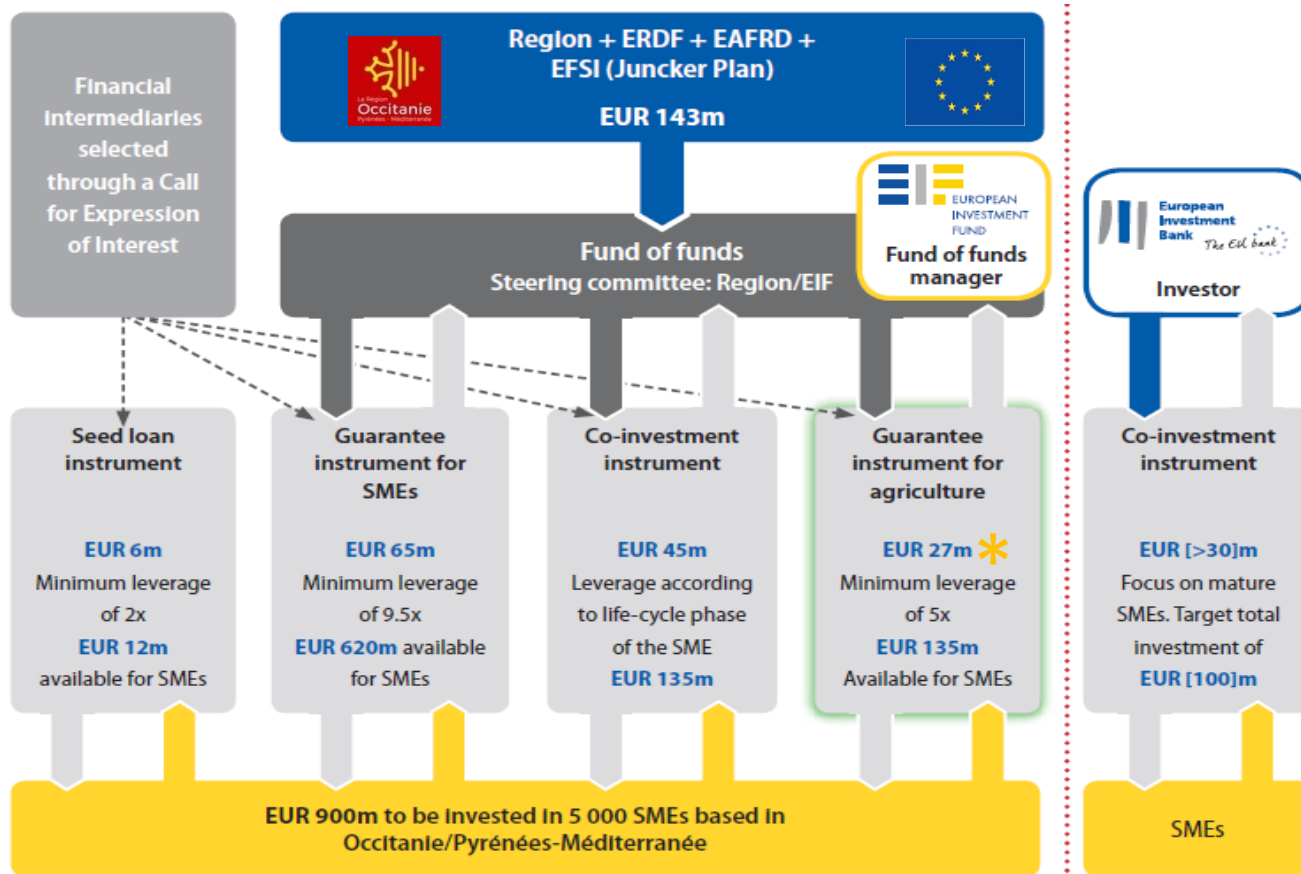 Financial
intermediaries
selected
through a Call
for Expression
of Interest
La Région
Occitanie
Pyrénées - Méditerranée
Region + ERDF + EAFRD +
EFSI (Juncker Plan)
EUR 143m
EUROPEAN
INVESTMENT
FUND
Fund of funds
manager
Fund of funds
Steering committee: Region/EIF
European
Investment
Bank
The EU bank
Investor
Seed loan
instrument
EUR 6m
Minimum leverage
of 2x
EUR 12m
available for SMEs
Guarantee
instrument for
SMEs
EUR 65m
Minimum leverage
of 9.5x
EUR 620m available
for SMEs
Co-investment
instrument
EUR 45m
Leverage according
to life-cycle phase
of the SME
EUR 135m
Guarantee
instrument for
agriculture
EUR 27m *
Minimum leverage
of 5x
EUR 135m
Available for SMEs
Co-investment
instrument
EUR [>30]m
Focus on mature
SMEs. Target total
investment of
EUR [100]m
EUR 900m to be invested in 5 000 SMEs based in
Occitanie/Pyrénées-Méditerranée
SMEs